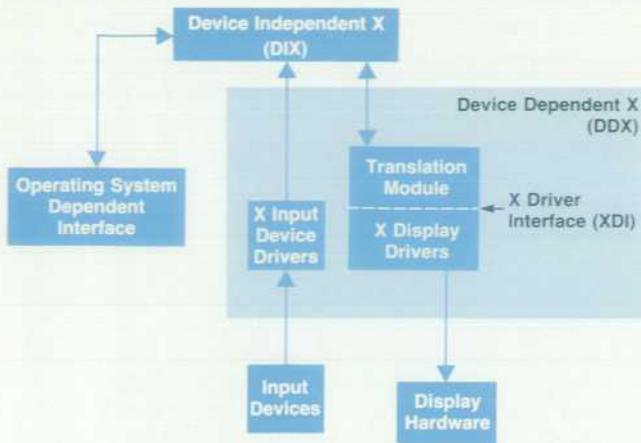 Device Independent X
(DIX)
Device Dependent X
(DDX)
Operating System
Dependent
Interface
X Input
Device
Drivers
Translation
Module
X Display
Drivers
X Driver
Interface (XDI)
Input
Devices
Display
Hardware